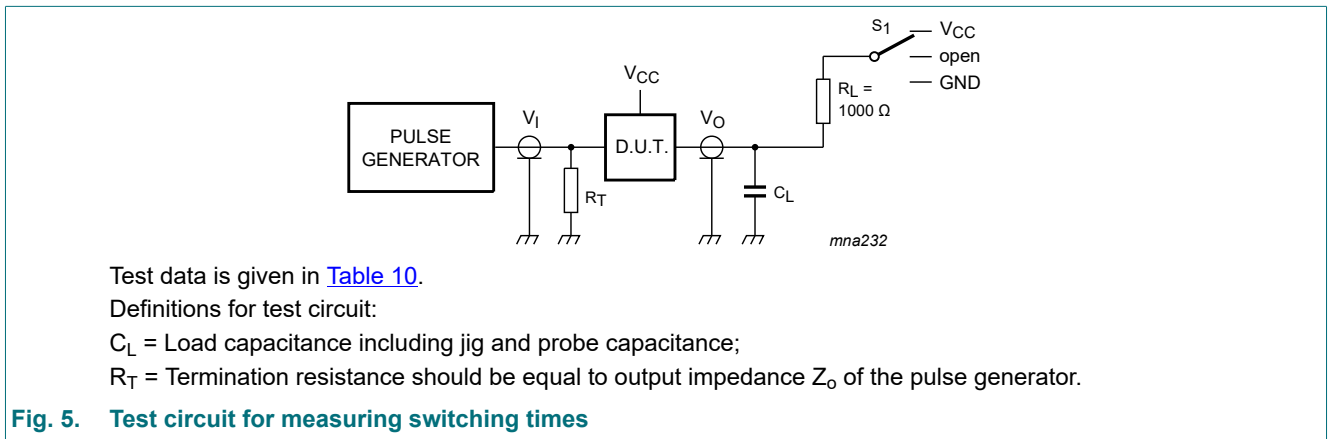 S1
VCC
open
GND
RL =
1000 Ω
VCC
VI
VO
PULSE
GENERATOR
D.U.T.
RT
CL
mna232
Test data is given in Table 10.
Definitions for test circuit:
CL = Load capacitance including jig and probe capacitance;
RT = Termination resistance should be equal to output impedance Zo of the pulse generator.
Fig. 5. Test circuit for measuring switching times